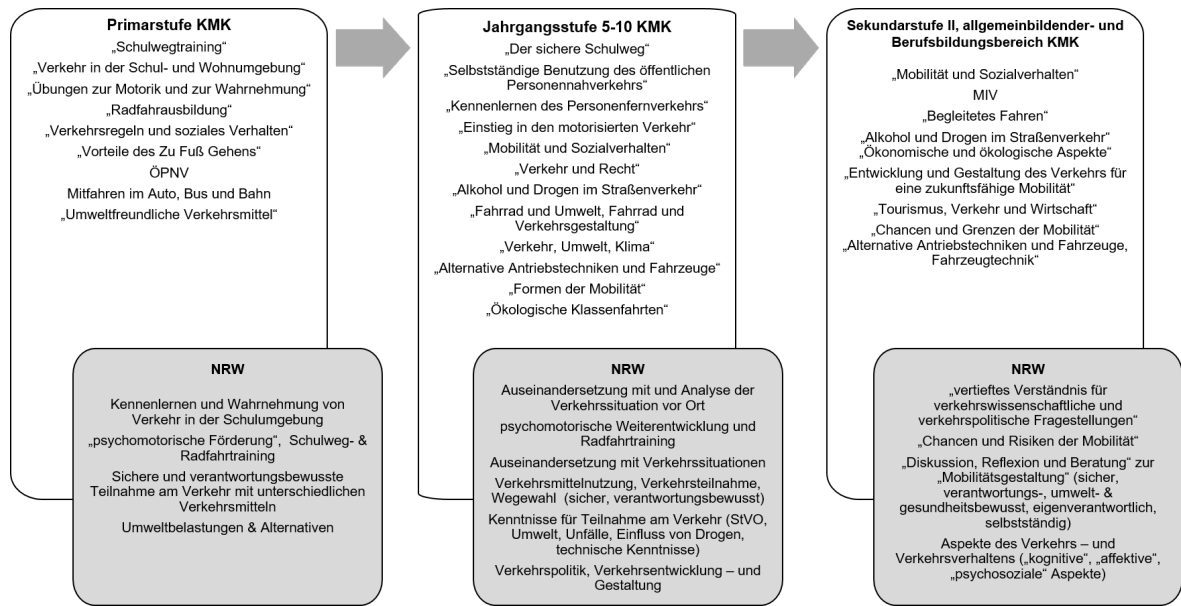 Primarstufe KMK
„Schulwegtraining“
„Verkehr in der Schul- und Wohnumgebung“
„Übungen zur Motorik und zur Wahrnehmung“
„Radfahrausbildung“
„Verkehrsregeln und soziales Verhalten“
„Vorteile des Zu Fuß Gehens“
ÖPNV
Mitfahren im Auto, Bus und Bahn
„Umweltfreundliche Verkehrsmittel“
NRW
Kennenlernen und Wahrnehmung von
Verkehr in der Schulumgebung
„psychomotorische Förderung“, Schulweg- &
Radfahrtraining
Sichere und verantwortungsbewusste
Teilnahme am Verkehr mit unterschiedlichen
Verkehrsmitteln
Umweltbelastungen & Alternativen
Jahrgangsstufe 5-10 KMK
„Der sichere Schulweg“
„Selbstständige Benutzung des öffentlichen
Personennahverkehrs“
„Kennenlernen des Personenfernverkehrs“
„Einstieg in den motorisierten Verkehr“
„Mobilität und Sozialverhalten“
„Verkehr und Recht“
„Alkohol und Drogen im Straßenverkehr“
„Fahrrad und Umwelt, Fahrrad und
Verkehrsgestaltung“
„Verkehr, Umwelt, Klima“
„Alternative Antriebstechniken und Fahrzeuge“
„Formen der Mobilität“
„Ökologische Klassenfahrten“
NRW
Auseinandersetzung mit und Analyse der
Verkehrssituation vor Ort
psychomotorische Weiterentwicklung und
Radfahrtraining
Auseinandersetzung mit Verkehrssituationen
Verkehrsmittelnutzung, Verkehrsteilnahme,
Wegewahl (sicher, verantwortungsbewusst)
Kenntnisse für Teilnahme am Verkehr (StVO,
Umwelt, Unfälle, Einfluss von Drogen,
technische Kenntnisse)
Verkehrspolitik, Verkehrsentwicklung – und
Gestaltung
Sekundarstufe II, allgemeinbildender- und
Berufsbildungsbereich KMK
„Mobilität und Sozialverhalten“
MIV
„Begleitetes Fahren“
„Alkohol und Drogen im Straßenverkehr“
„Ökonomische und ökologische Aspekte“
„Entwicklung und Gestaltung des Verkehrs für
eine zukunftsfähige Mobilität“
„Tourismus, Verkehr und Wirtschaft“
„Chancen und Grenzen der Mobilität“
„Alternative Antriebstechniken und Fahrzeuge,
Fahrzeugtechnik“
NRW
„vertieftes Verständnis für
verkehrswissenschaftliche und
verkehrspolitische Fragestellungen“
„Chancen und Risiken der Mobilität“
„Diskussion, Reflexion und Beratung“ zur
„Mobilitätsgestaltung“ (sicher,
verantwortungs-, umwelt- &
gesundheitsbewusst, eigenverantwortlich,
selbstständig)
Aspekte des Verkehrs – und
Verkehrsverhaltens („kognitive“, „affektive“,
„psychosoziale“ Aspekte)